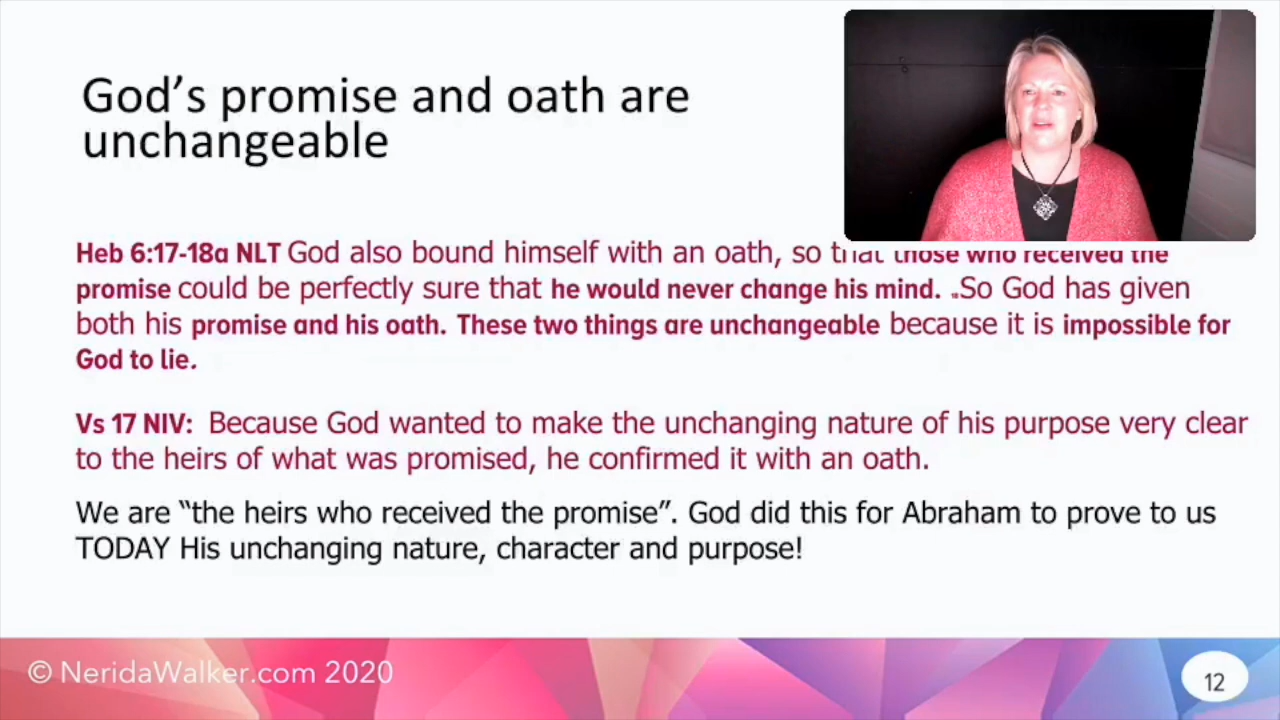 God’s promise and oath are
unchangeable
Heb 6:17-18a NLT God also bound himself with an oath, so that those who received the
promise could be perfectly sure that he would never change his mind. ..So God has given
both his promise and his oath. These two things are unchangeable because it is impossible for
God to lie.
Vs 17 NIV: Because God wanted to make the unchanging nature of his purpose very clear
to the heirs of what was promised, he confirmed it with an oath.
We are “the heirs who received the promise”. God did this for Abraham to prove to us
TODAY His unchanging nature, character and purpose!
© NeridaWalker.com 2020
12